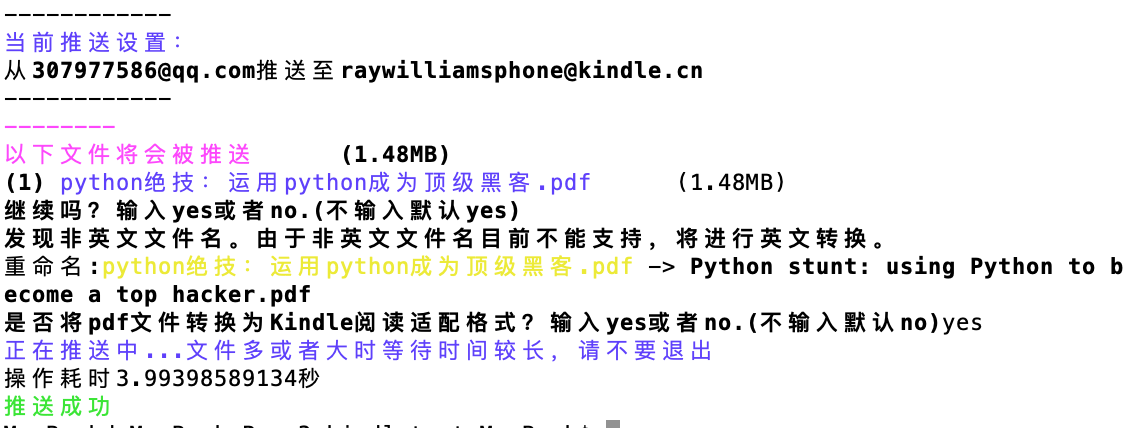 ------------
当前推送设置：
从307977586@qq.com推送至raywilliamsphone@kindle.cn
------------
--------
以下文件将会被推送 (1.48MB)
(1) python绝技：运用python成为顶级黑客.pdf (1.48MB)
继续吗？输入yes或者no.(不输入默认yes)
发现非英文文件名。由于非英文文件名目前不能支持，将进行英文转换。
重命名:python绝技：运用python成为顶级黑客.pdf -> Python stunt: using Python to b
ecome a top hacker.pdf
是否将pdf文件转换为Kindle阅读适配格式？输入yes或者no.(不输入默认no)yes
正在推送中...文件多或者大时等待时间较长，请不要退出
操作耗时3.99398589134秒
推送成功